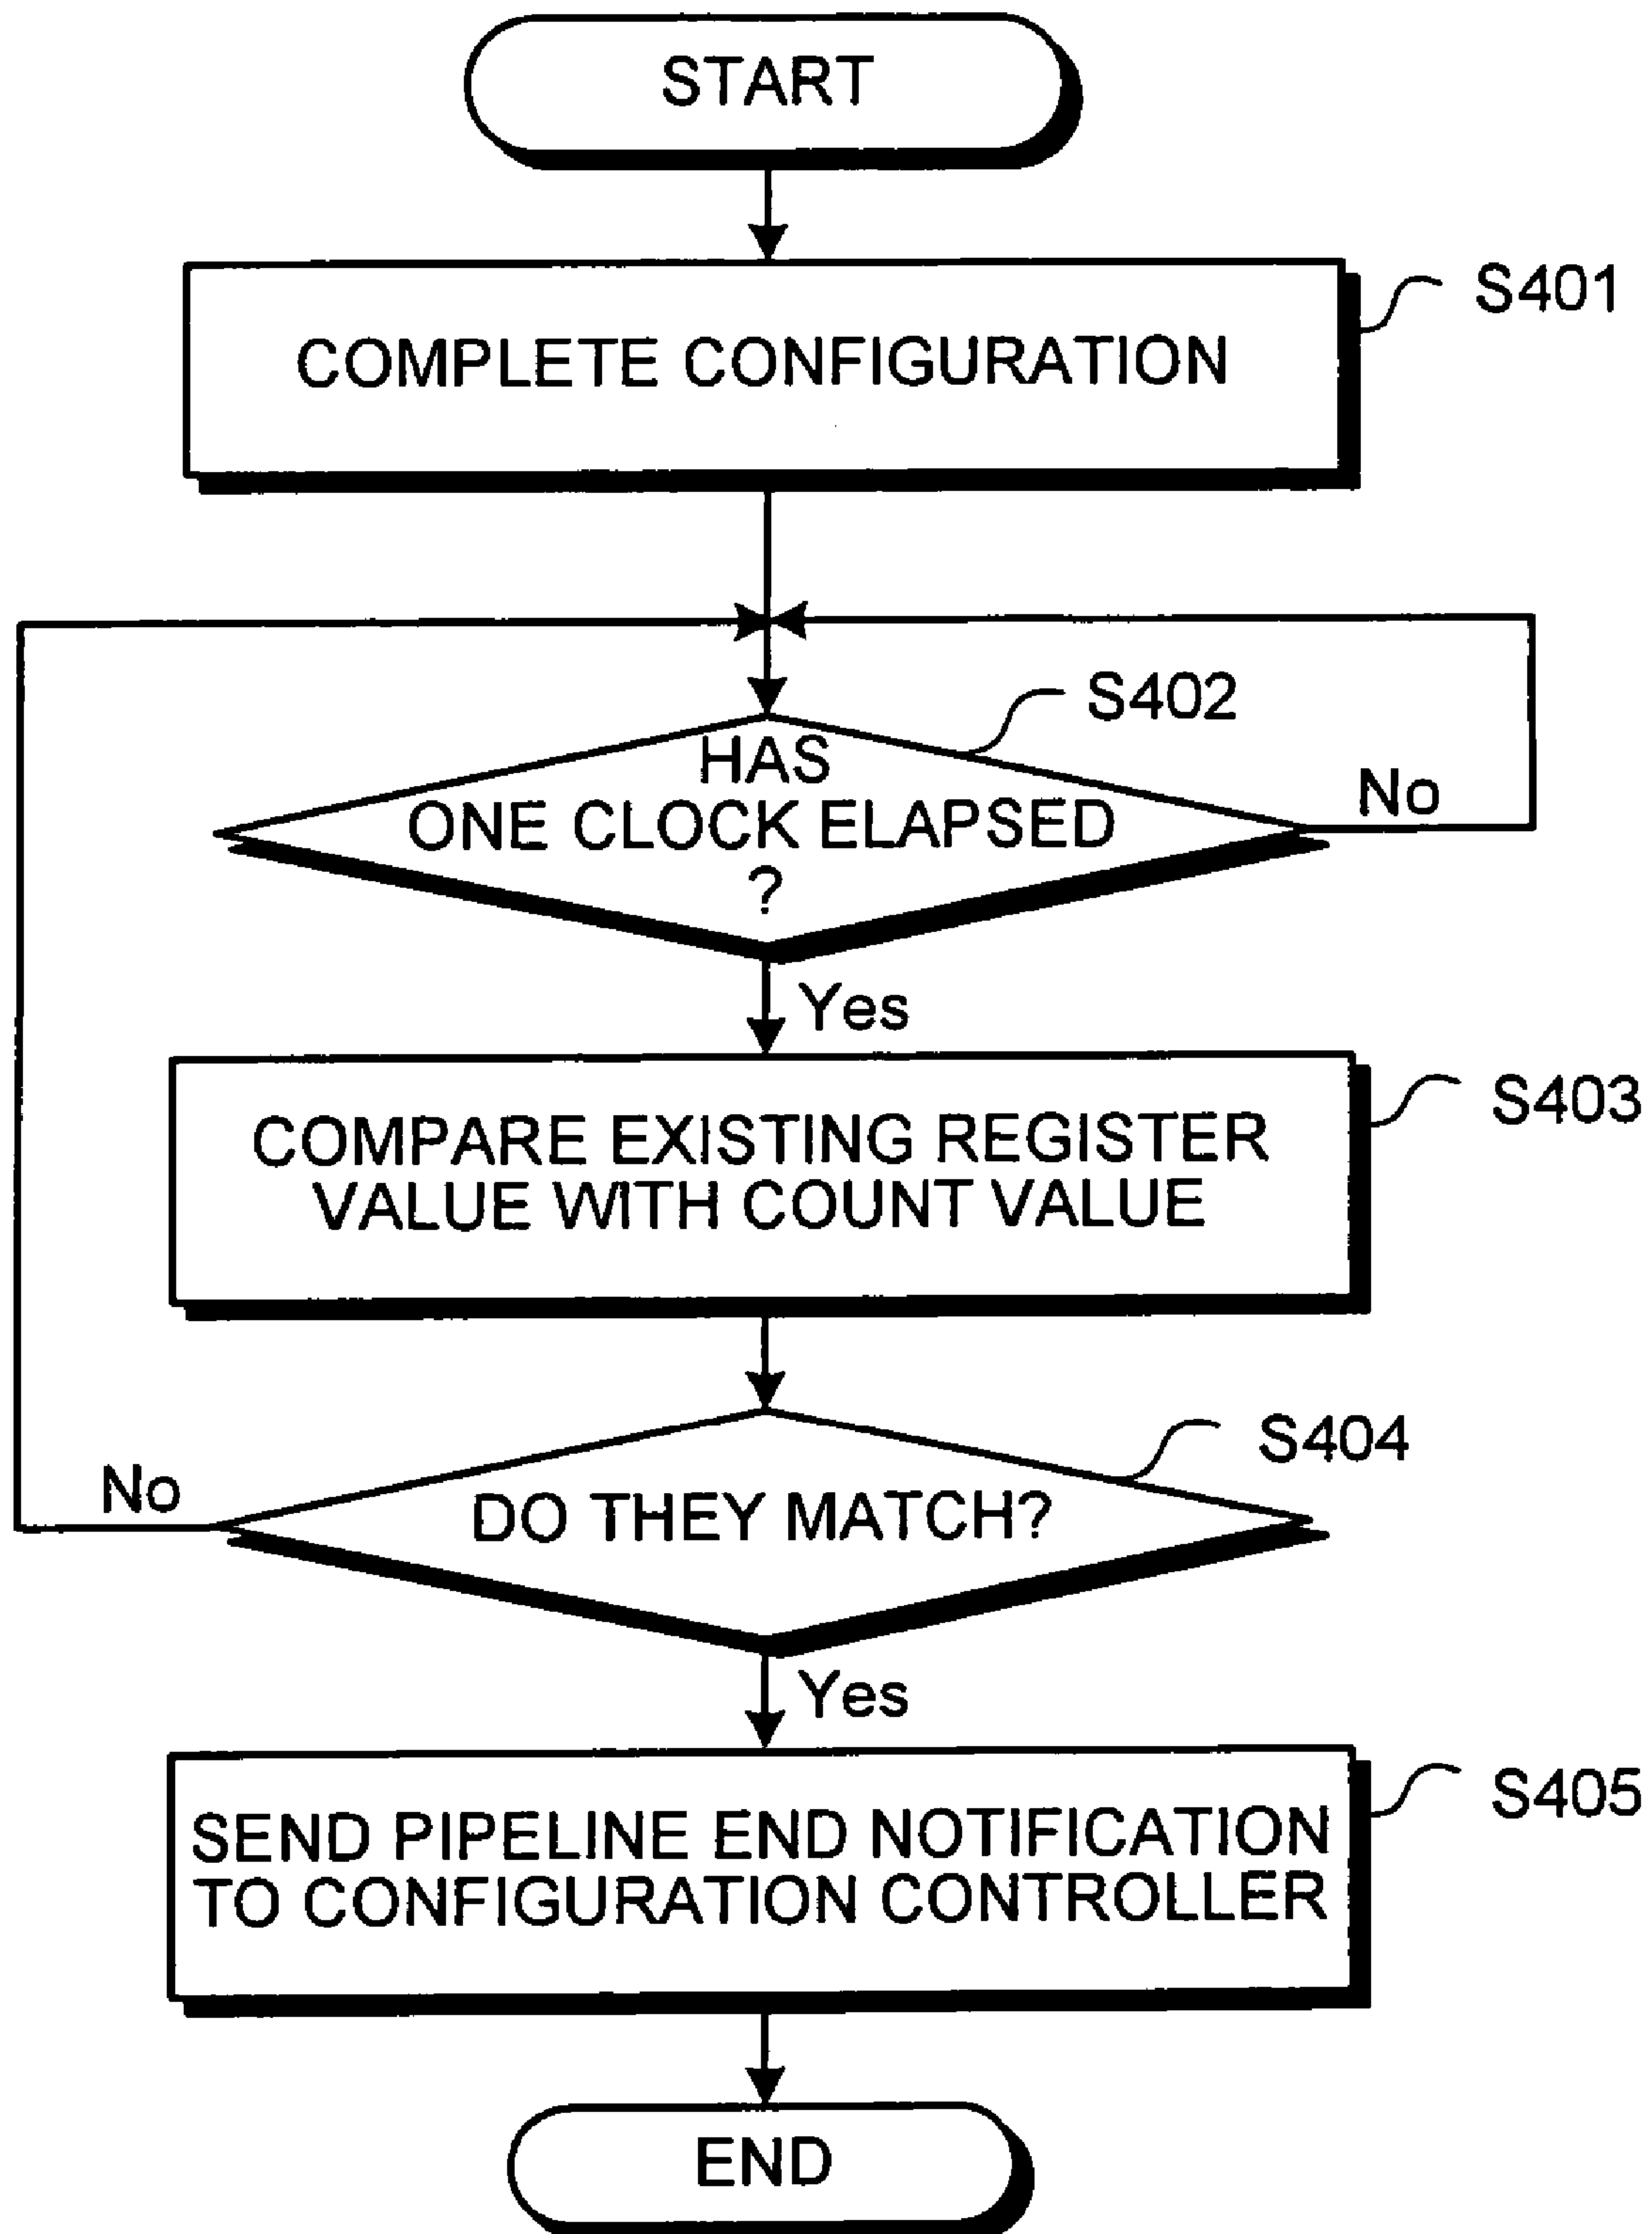 START
COMPLETE CONFIGURATION
S401
S402
HAS
ONE CLOCK ELAPSED
?
No
Yes
COMPARE EXISTING REGISTER
VALUE WITH COUNT VALUE
S403
S404
DO THEY MATCH?
No
Yes
SEND PIPELINE END NOTIFICATION
TO CONFIGURATION CONTROLLER
S405
END